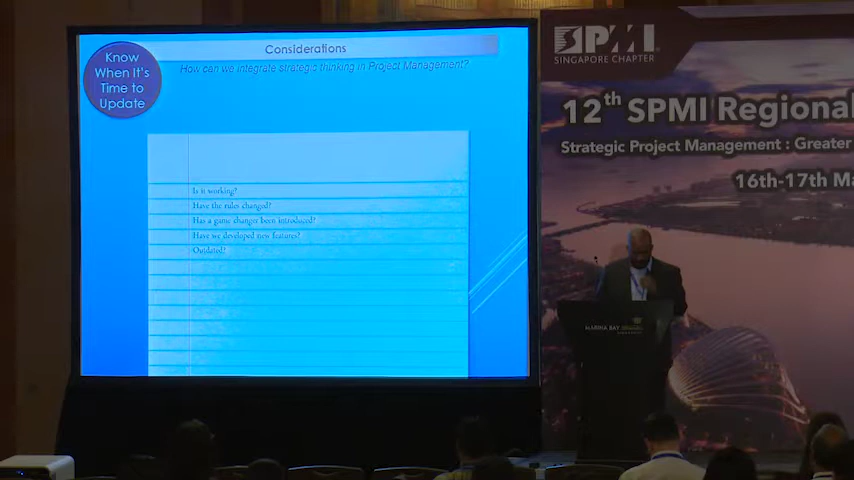 Considerations
How can we integrate strategic thinking in Project Management?
Know
When It's
Time to
Update
Is it working?
Have the rules changed?
Has a game changer been introduced?
Have we developed new features?
Outdated?
SPMI
SINGAPORE CHAPTER
12th SPMI Regional
Strategic Project Management : Greater
16th-17th Ma
MARINA BAY